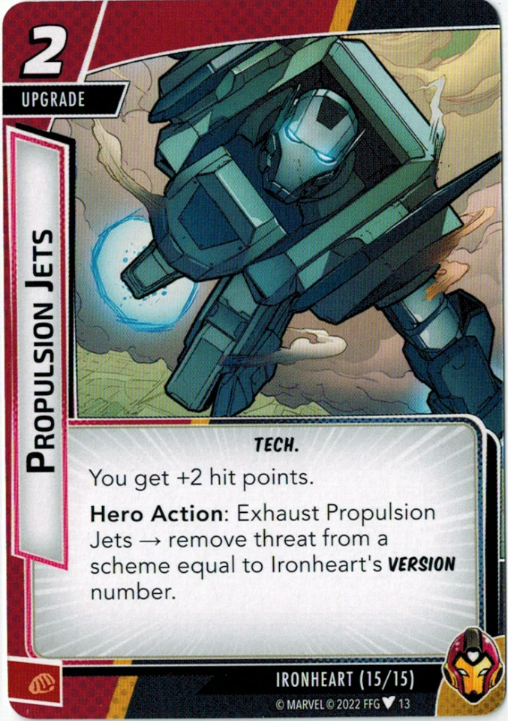 2
UPGRADE
PROPULSION JETS
TECH.
You get +2 hit points.
Hero Action: Exhaust Propulsion
Jets → remove threat from a
scheme equal to Ironheart's VERSION
number.
IRONHEART (15/15)
© MARVEL © 2022 FFG 13